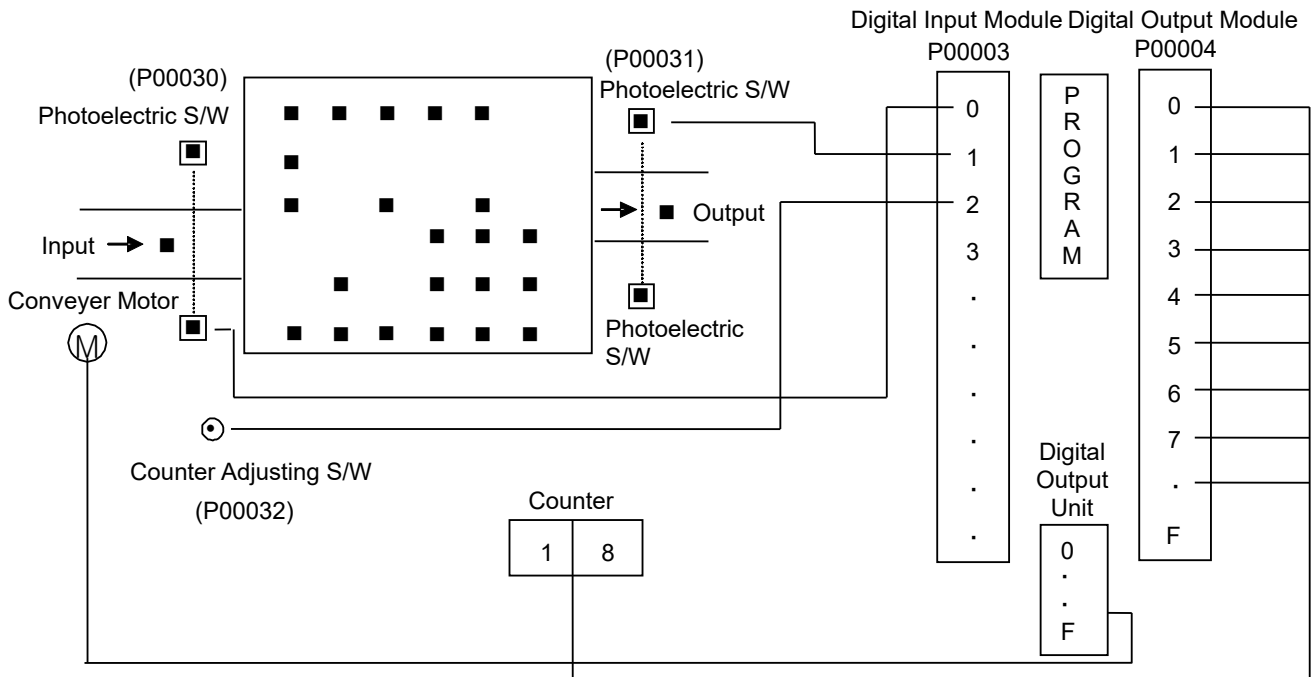 Digital Input Module Digital Output Module
P00003
P00004
(P00030)
Photoelectric S/W
(P00031)
Photoelectric S/W
Input
Output
Conveyer Motor
M
Photoelectric
S/W
Counter Adjusting S/W
(P00032)
Counter
1 8
0
1
2
3
.
.
.
.
.
.
P
R
O
G
R
A
M
Digital
Output
Unit
0
.
.
F
0
1
2
3
4
5
6
7
.
F